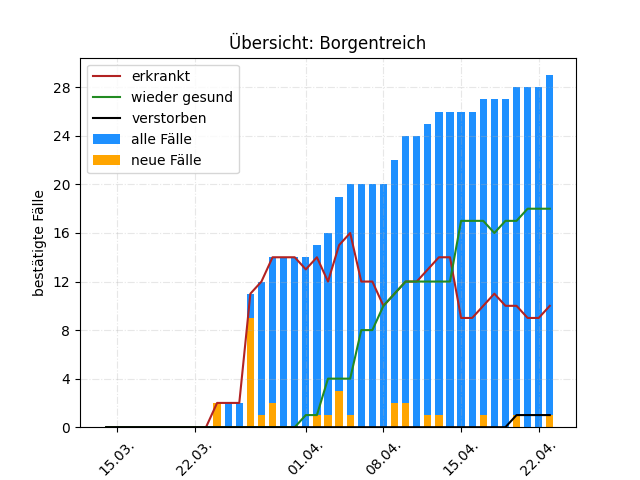 Übersicht: Borgentreich
erkrankt
wieder gesund
verstorben
alle Fälle
neue Fälle
bestätigte Fälle
28
24
20
16
12
8
4
0
15.03.
22.03.
01.04.
08.04.
15.04.
22.04.